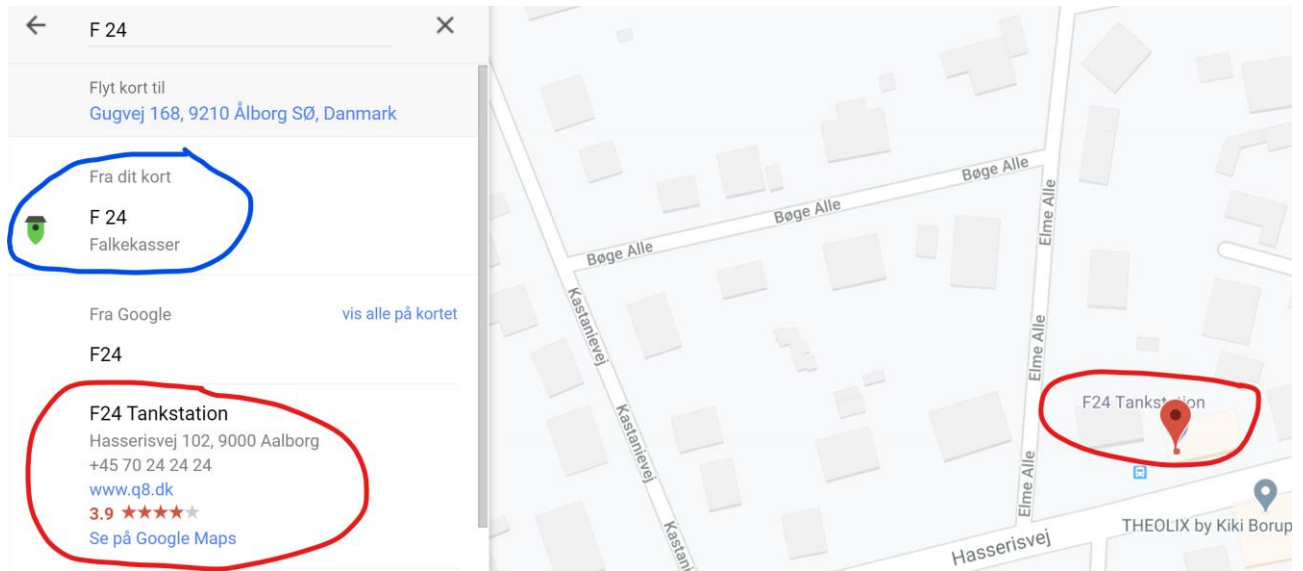 F 24
Flyt kort til
Gugvej 168, 9210 Ålborg SØ, Danmark
Fra dit kort
F 24
Falkekasser
Fra Google
vis alle på kortet
F24
F24 Tankstation
Hasserisvej 102, 9000 Aalborg
+45 70 24 24 24
www.q8.dk
3.9
Se på Google Maps
Bøge Alle
Bøge Alle
Bøge Alle
Elme Alle
Kastanievej
Elme Alle
F24 Tankstation
Kastanievej
Elme Alle
THEOLIX by Kiki Borup
Kastani
Hasserisvej